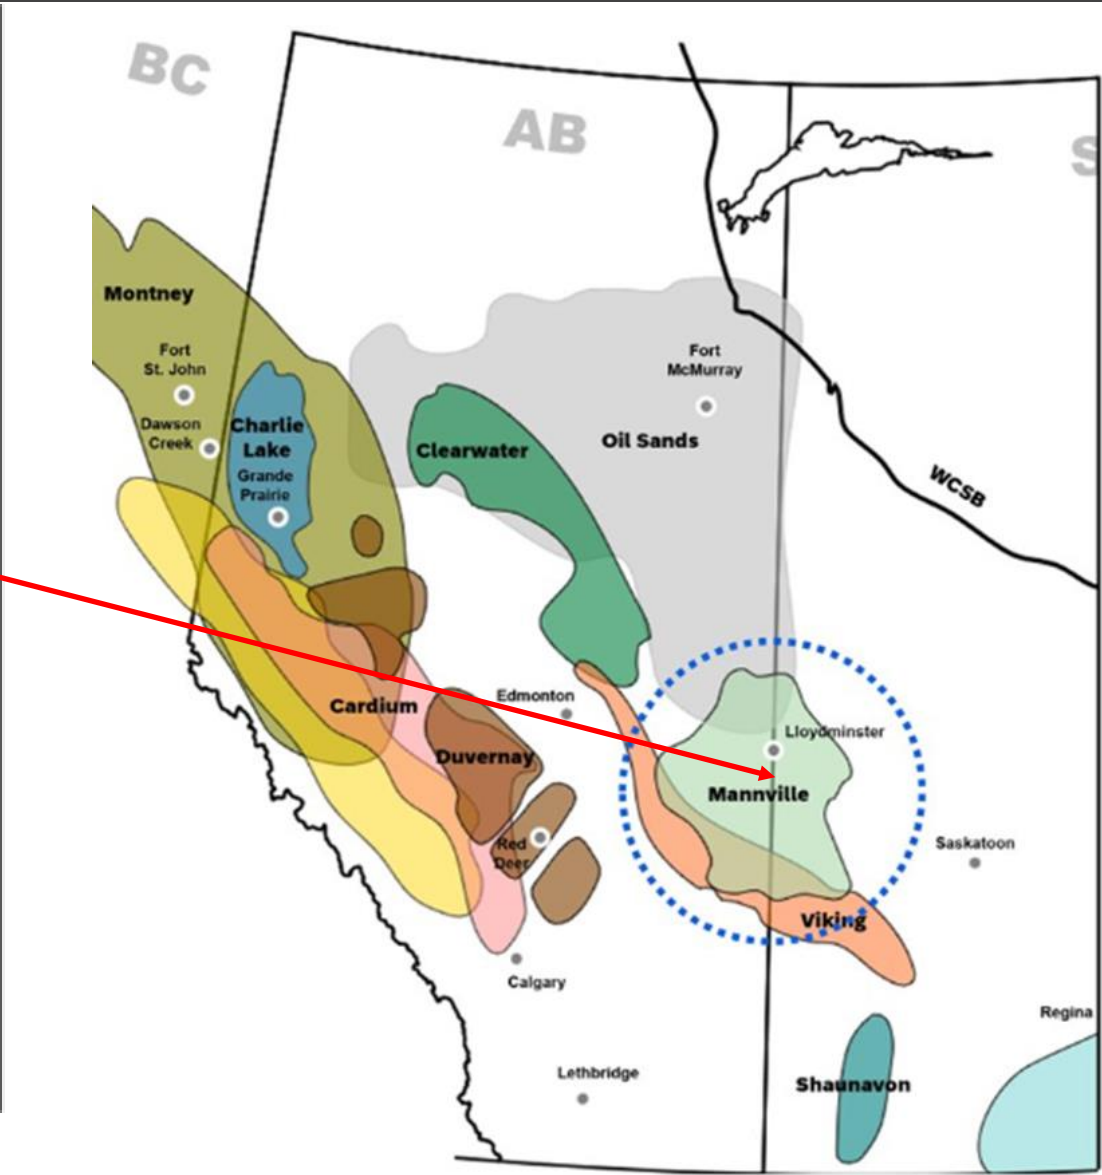 BC
AB
S
Montney
Fort
St. John
Dawson
Creek
Charlie
Lake
Grande
Prairie
Clearwater
Fort
McMurray
Oil Sands
WCSB
Cardium
Edmonton
Duvernay
Lloydminster
Mannville
Red
Deer
Saskatoon
Viking
Calgary
Regina
Lethbridge
Shaunavon